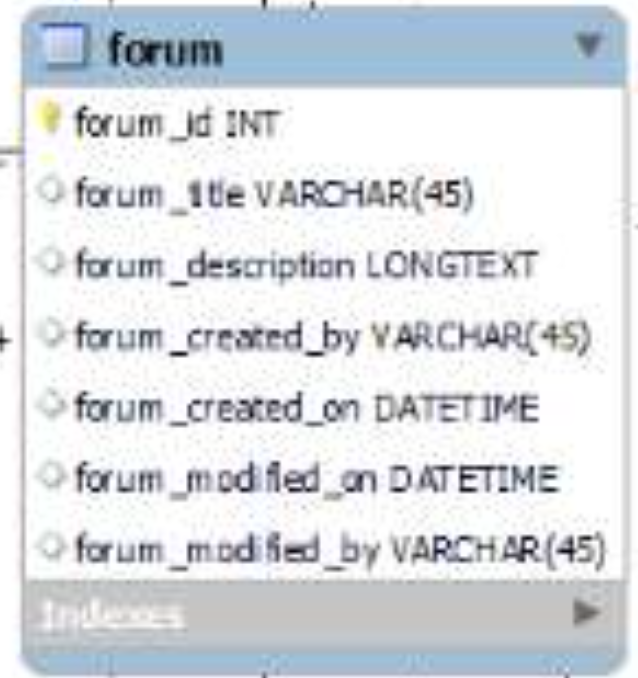 forum
forum_id INT
forum_title VARCHAR(45)
forum_description LONGTEXT
forum_created_by VARCHAR(45)
forum_created_on DATETIME
forum_modified_on DATETIME
forum_modified_by VARCHAR(45)
Indexes